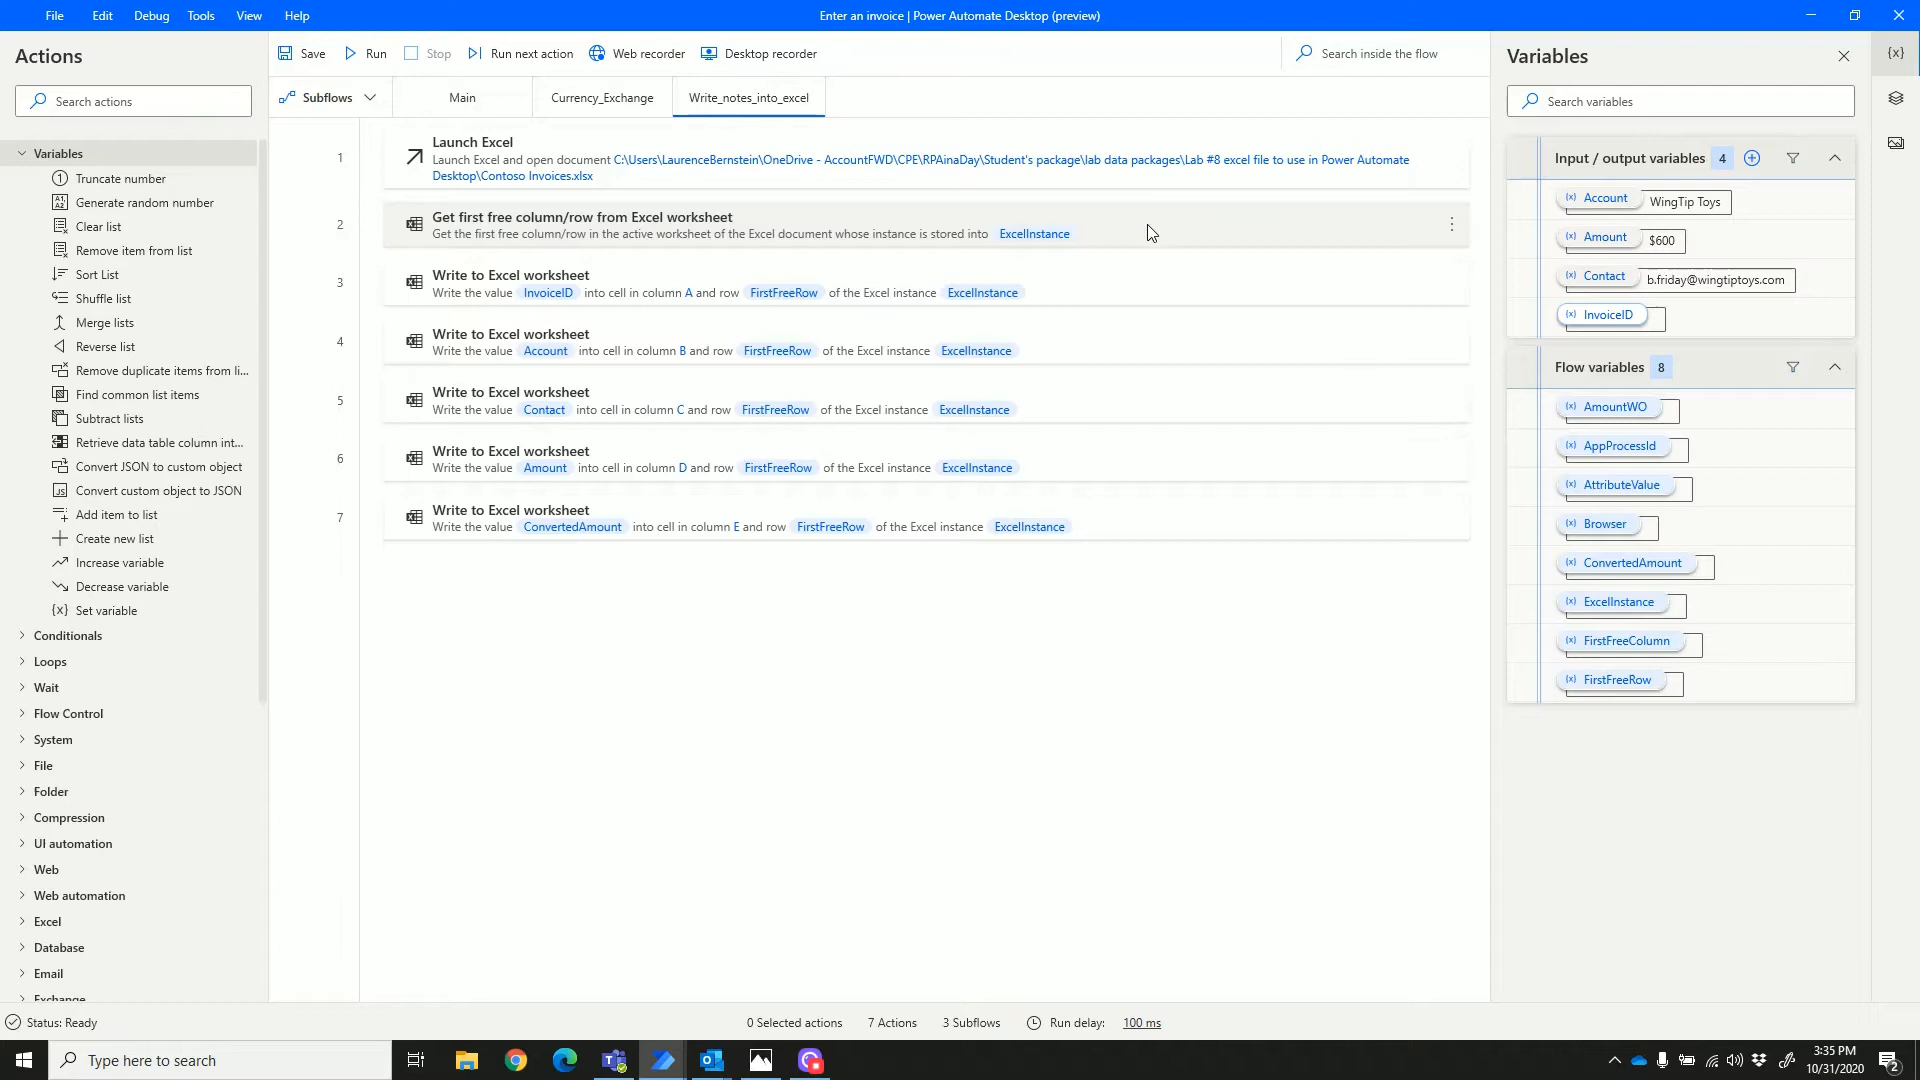 File Edit Debug Tools View Help
Enter an invoice | Power Automate Desktop (preview)
Actions
Search actions
Variables
Truncate number
Generate random number
Clear list
Remove item from list
Sort List
Shuffle list
Merge lists
Reverse list
Remove duplicate items from li...
Find common list items
Subtract lists
Retrieve data table column int...
Convert JSON to custom object
Convert custom object to JSON
Add item to list
Create new list
Increase variable
Decrease variable
Set variable
Conditionals
Loops
Wait
Flow Control
System
File
Folder
Compression
UI automation
Web
Web automation
Excel
Database
Email
Exchange
Save Run Stop Run next action Web recorder Desktop recorder
Search inside the flow
Subflows Main Currency_Exchange Write_notes_into_excel
1
Launch Excel
Launch Excel and open document C:\Users\LaurenceBernstein\OneDrive - AccountFWD\CPE\RPAinaDay\Student's package\lab data packages\Lab #8 excel file to use in Power Automate
Desktop\Contoso Invoices.xlsx
2
Get first free column/row from Excel worksheet
Get the first free column/row in the active worksheet of the Excel document whose instance is stored into ExcelInstance
3
Write to Excel worksheet
Write the value InvoiceID into cell in column A and row FirstFreeRow of the Excel instance ExcelInstance
4
Write to Excel worksheet
Write the value Account into cell in column B and row FirstFreeRow of the Excel instance ExcelInstance
5
Write to Excel worksheet
Write the value Contact into cell in column C and row FirstFreeRow of the Excel instance ExcelInstance
6
Write to Excel worksheet
Write the value Amount into cell in column D and row FirstFreeRow of the Excel instance ExcelInstance
7
Write to Excel worksheet
Write the value ConvertedAmount into cell in column E and row FirstFreeRow of the Excel instance ExcelInstance
Variables
Search variables
Input / output variables 4
Account WingTip Toys
Amount $600
Contact b.friday@wingtiptoys.com
InvoiceID
Flow variables 8
AmountWO
AppProcessId
AttributeValue
Browser
ConvertedAmount
ExcelInstance
FirstFreeColumn
FirstFreeRow
Status: Ready
0 Selected actions 7 Actions 3 Subflows Run delay: 100 ms
Type here to search
3:35 PM
10/31/2020
2